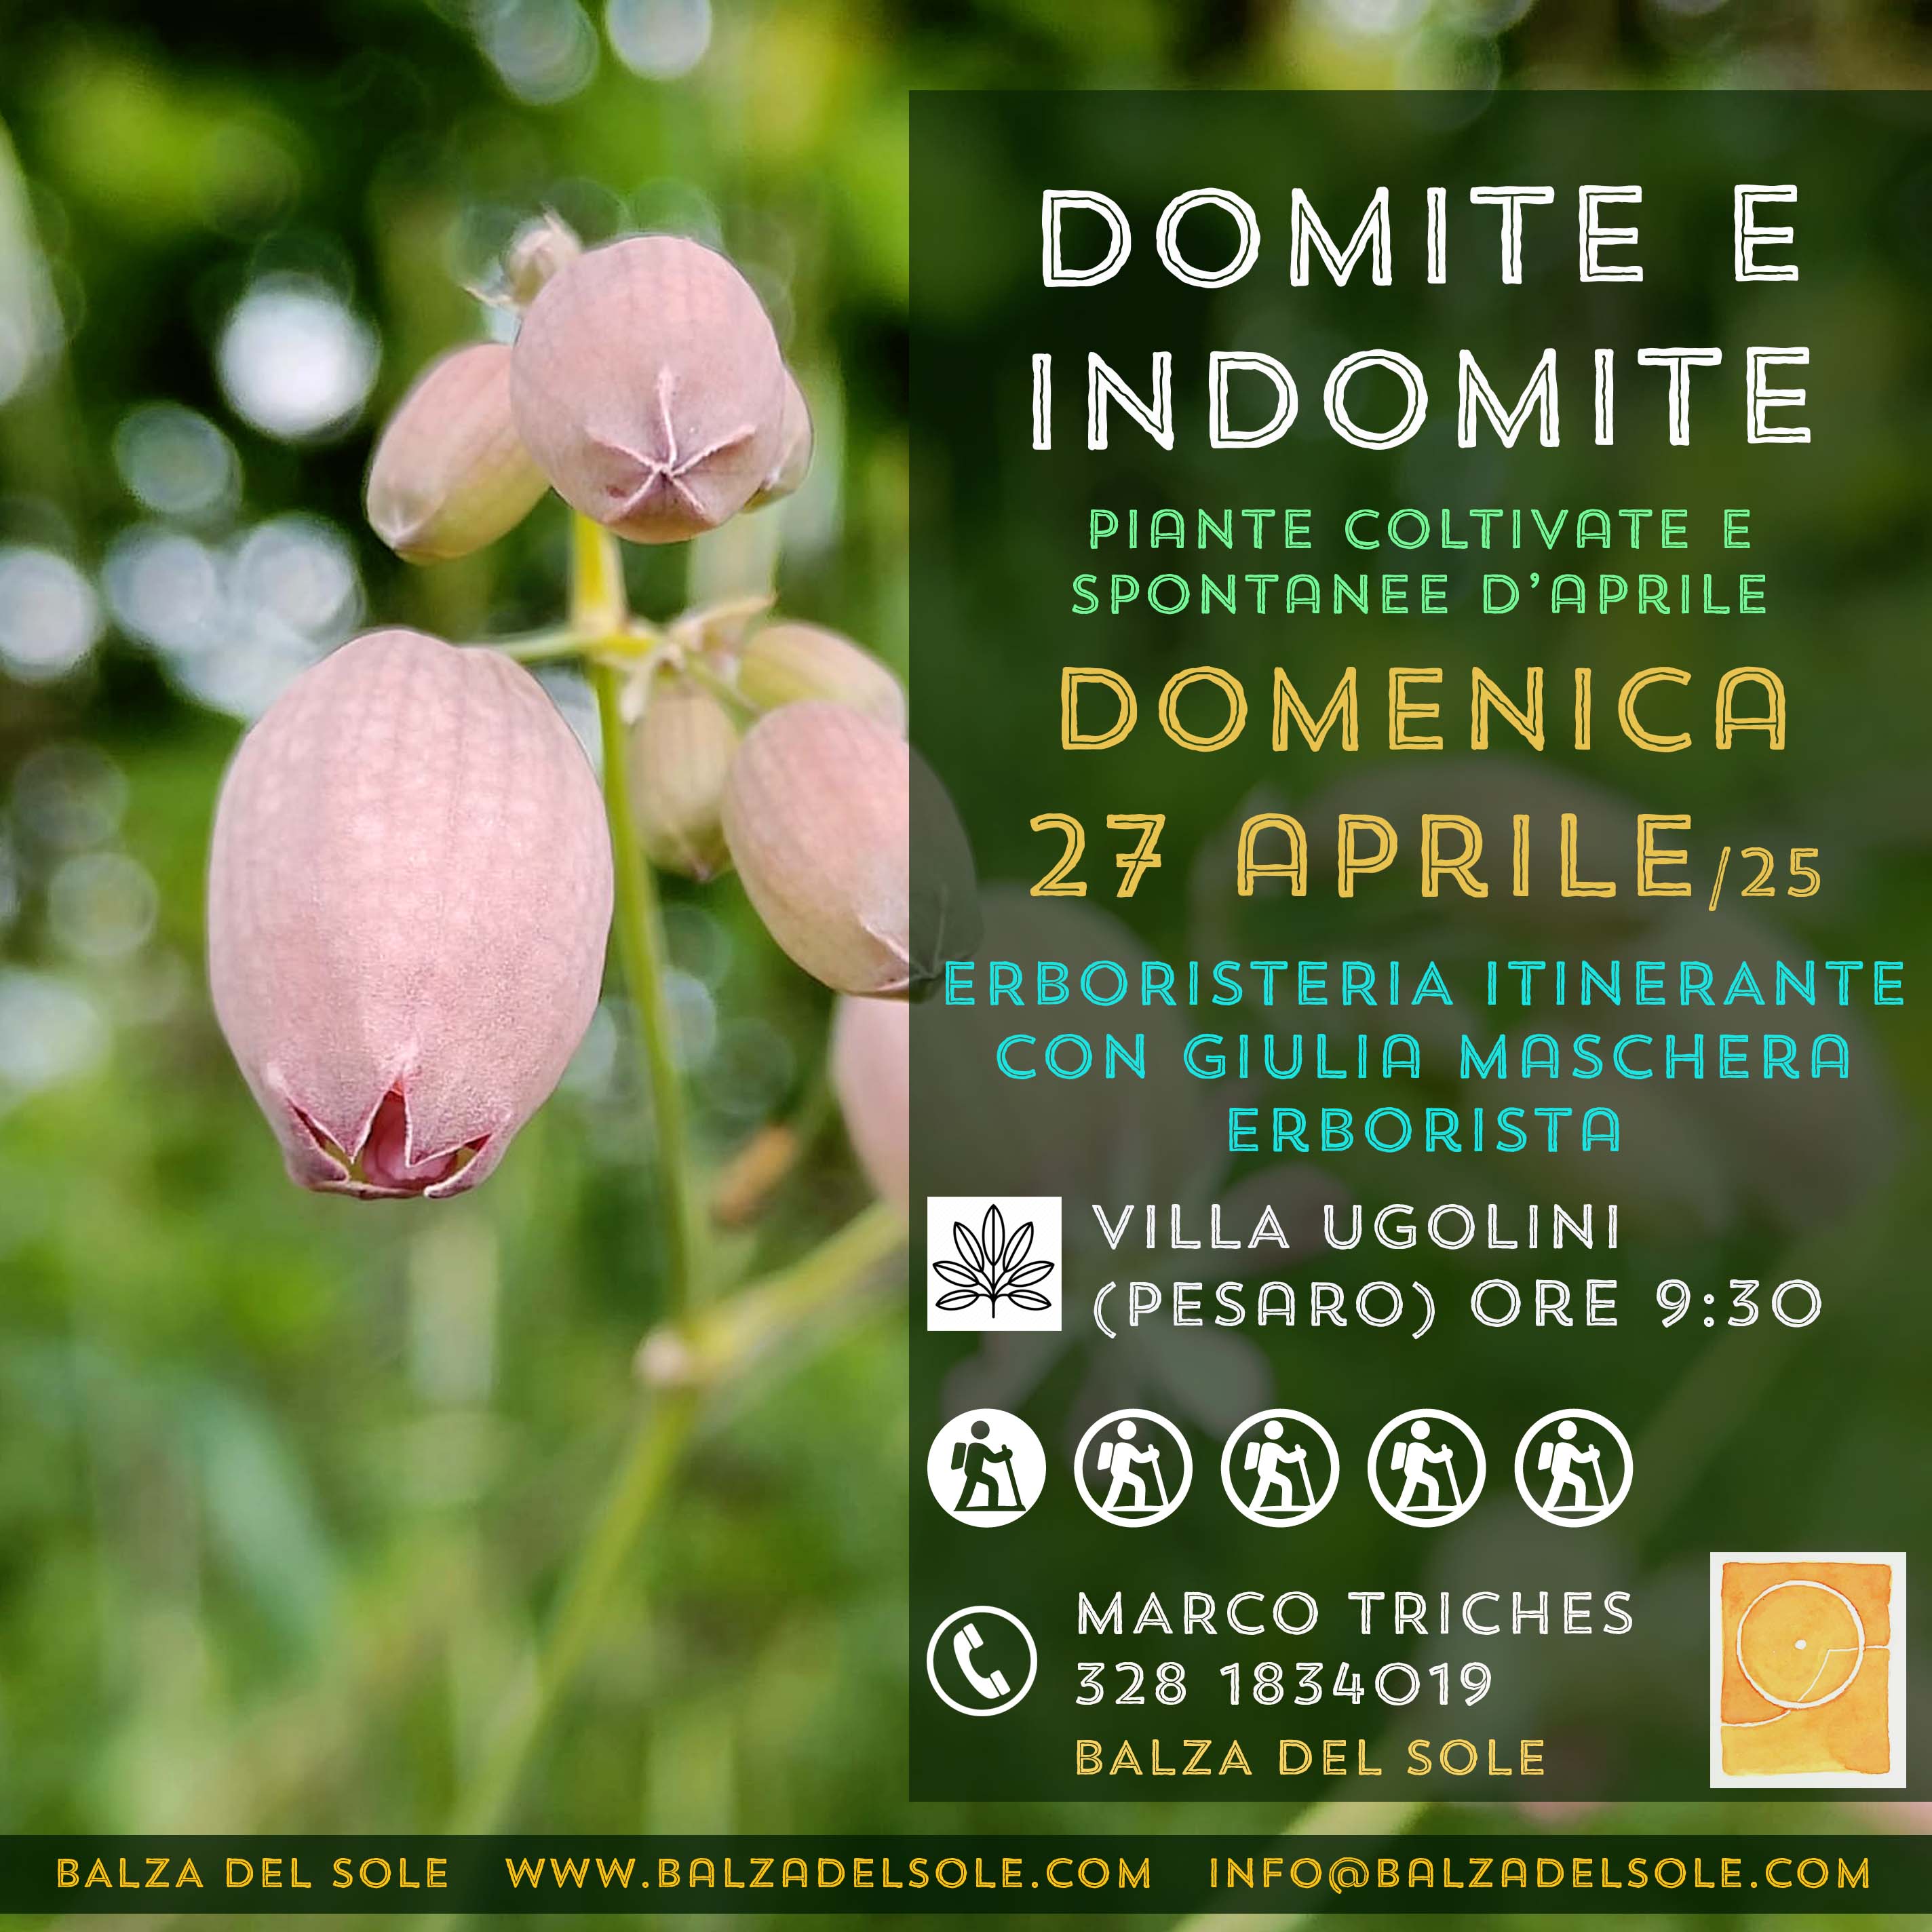 DOMITE E
INDOMITE
PIANTE COLTIVATE E
SPONTANEE D'APRILE
DOMENICA
27 APRILE/25
ERBORISTERIA ITINERANTE
CON GIULIA MASCHERA
ERBORISTA
VILLA UGOLINI
(PESARO) ORE 9:30
MARCO TRICHES
328 1834019
BALZA DEL SOLE
BALZA DEL SOLE WWW.BALZADELSOLE.COM INFO@BALZADELSOLE.COM